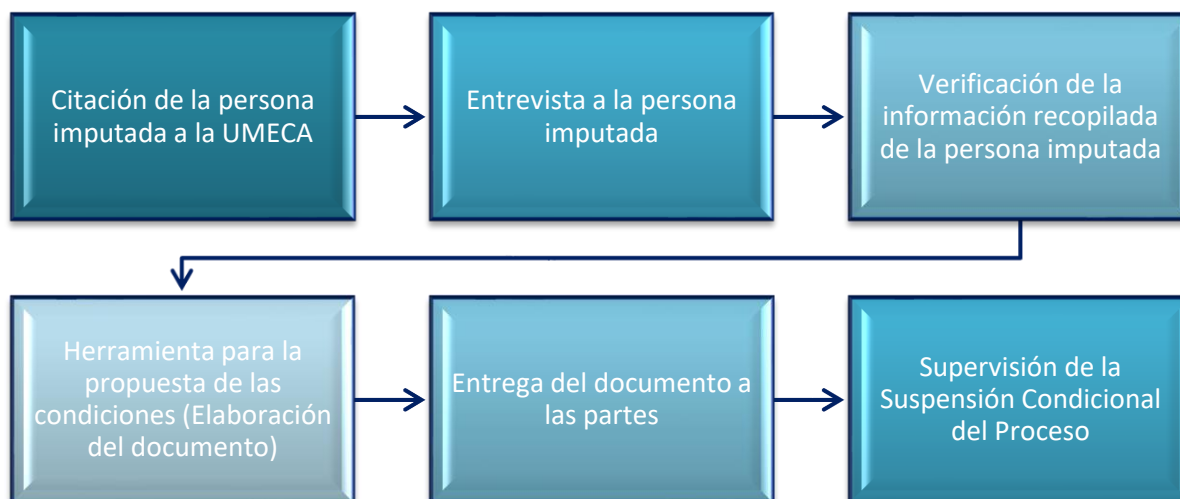 Citación de la persona
imputada a la UMECA
Entrevista a la persona
imputada
Verificación de la
información recopilada
de la persona imputada
Herramienta para la
propuesta de las
condiciones (Elaboración
del documento)
Entrega del documento a
las partes
Supervisión de la
Suspensión Condicional
del Proceso